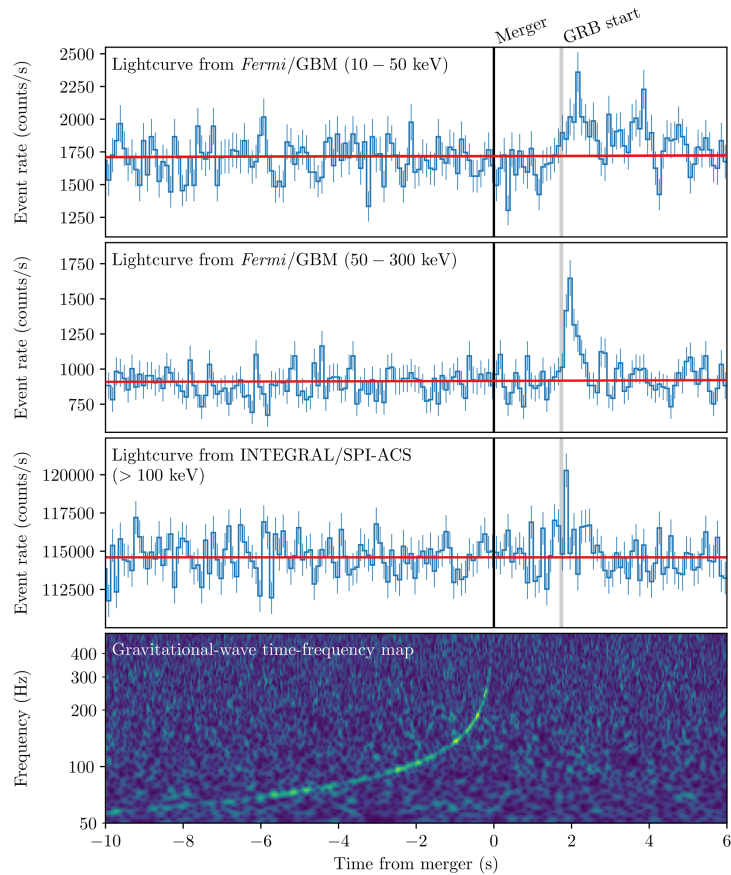 Merger
GRB start
Lightcurve from Fermi/GBM (10 − 50 keV)
Event rate (counts/s)
2500
2250
2000
1750
1500
1250
Lightcurve from Fermi/GBM (50 − 300 keV)
Event rate (counts/s)
1750
1500
1250
1000
750
Lightcurve from INTEGRAL/SPI-ACS
(> 100 keV)
Event rate (counts/s)
120000
117500
115000
112500
Gravitational-wave time-frequency map
Frequency (Hz)
400
300
200
100
50
−10 −8 −6 −4 −2 0 2 4 6
Time from merger (s)